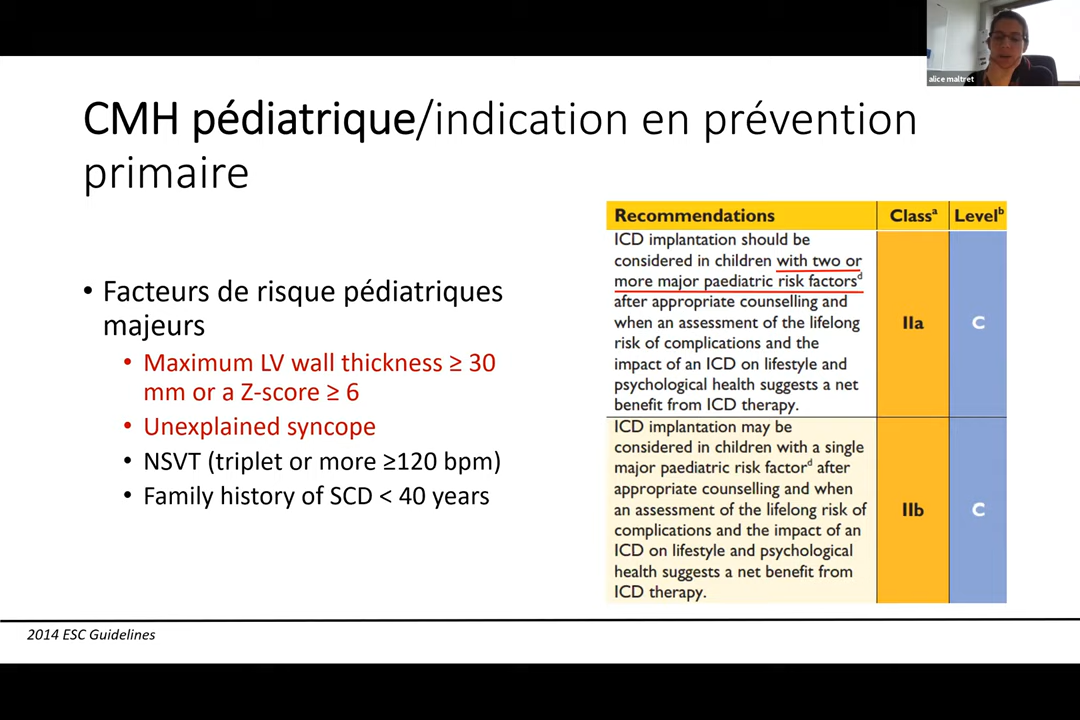 alice maltret
CMH pédiatrique/indication en prévention
primaire
• Facteurs de risque pédiatriques
majeurs
• Maximum LV wall thickness ≥ 30
mm or a Z-score ≥ 6
• Unexplained syncope
• NSVT (triplet or more ≥120 bpm)
• Family history of SCD < 40 years
Recommendations Classᵃ Levelᵇ
ICD implantation should be
considered in children with two or
more major paediatric risk factorsᵈ
after appropriate counselling and
when an assessment of the lifelong
risk of complications and the
impact of an ICD on lifestyle and
psychological health suggests a net
benefit from ICD therapy.
IIa C
ICD implantation may be
considered in children with a single
major paediatric risk factorᵈ after
appropriate counselling and when
an assessment of the lifelong risk of
complications and the impact of an
ICD on lifestyle and psychological
health suggests a net benefit from
ICD therapy.
IIb C
2014 ESC Guidelines